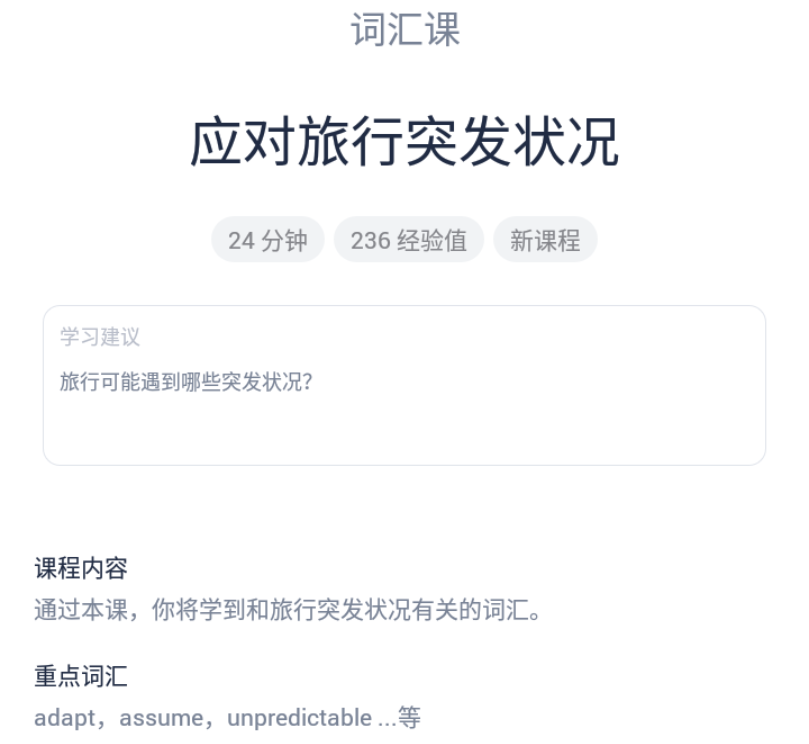 词汇课
应对旅行突发状况
24 分钟 236 经验值 新课程
学习建议
旅行可能遇到哪些突发状况?
课程内容
通过本课，你将学到和旅行突发状况有关的词汇。
重点词汇
adapt，assume，unpredictable ...等